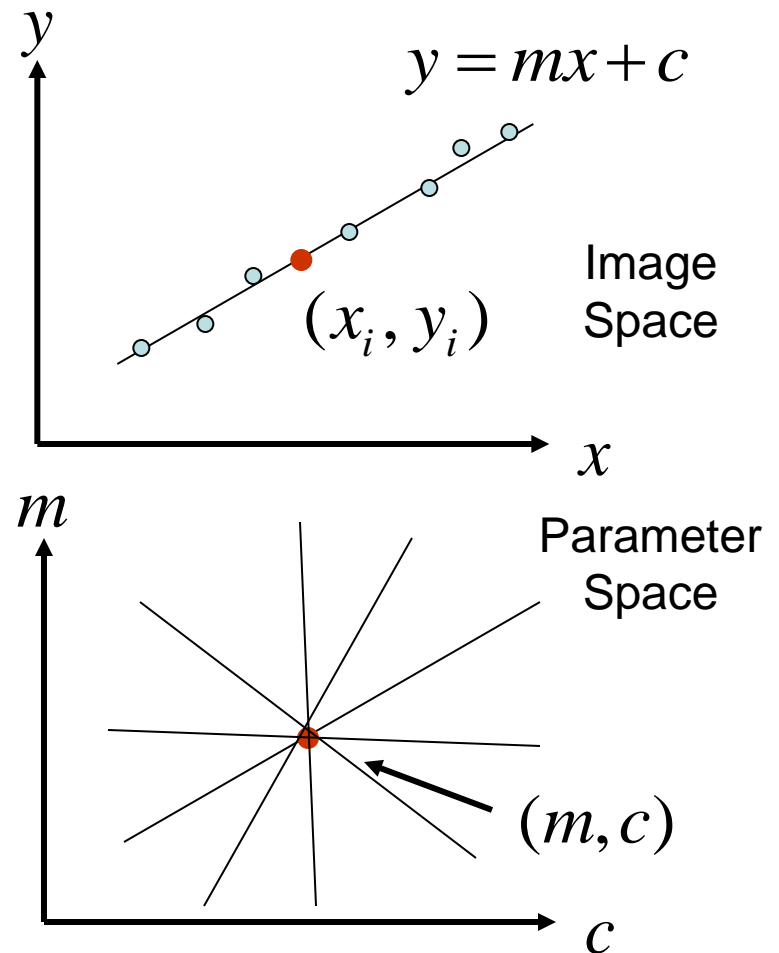 y
y = mx + c
Image
Space
(x_i, y_i)
x
m
Parameter
Space
(m, c)
c